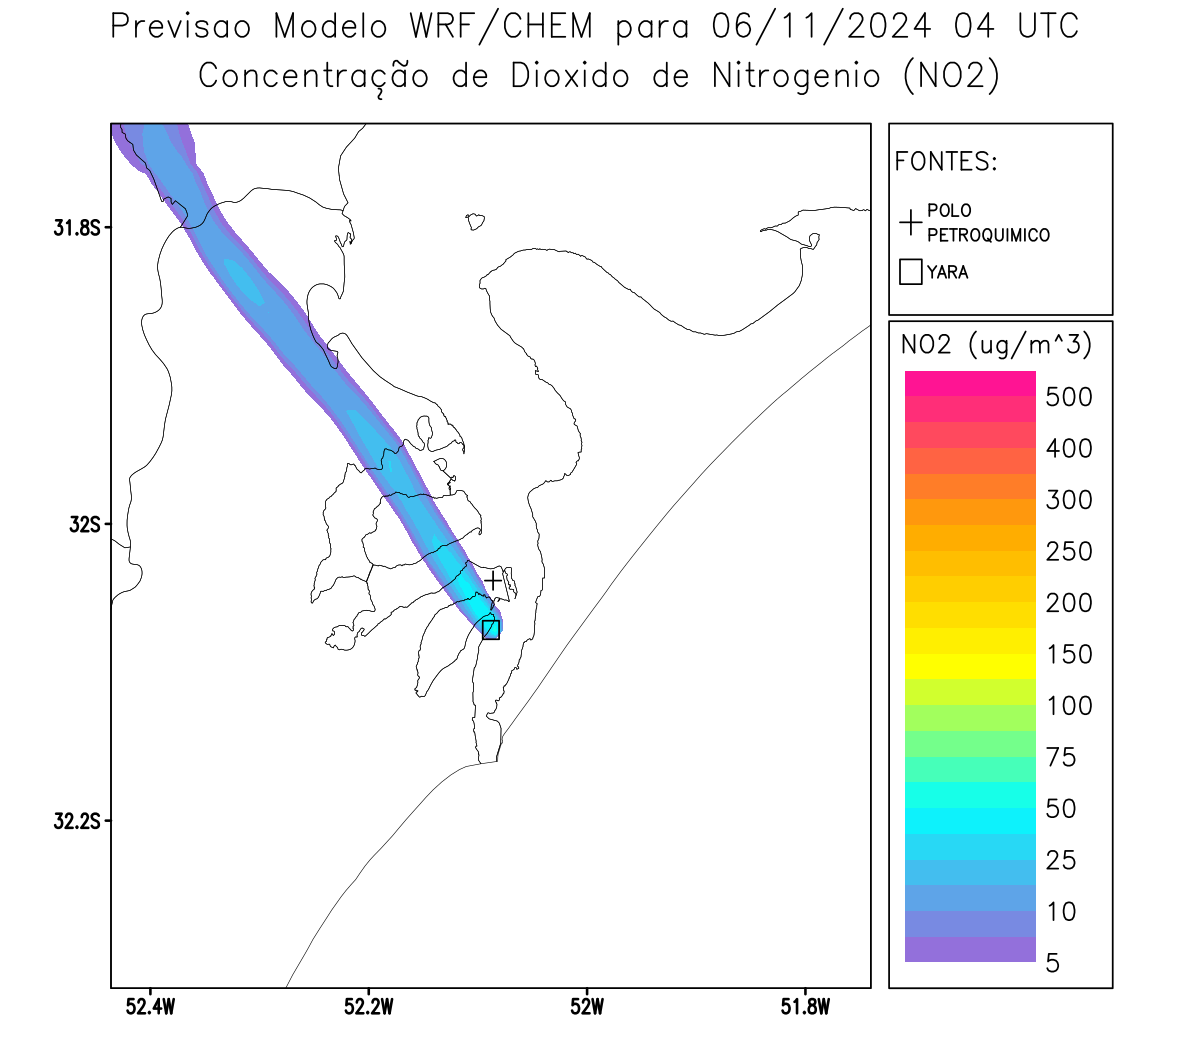 Previsao Modelo WRF/CHEM para 06/11/2024 04 UTC
Concentração de Dioxido de Nitrogenio (NO2)
FONTES:
POLO
PETROQUIMICO
YARA
NO2 (ug/m^3)
500
400
300
250
200
150
100
75
50
25
10
5
31.8S
32S
32.2S
52.4W
52.2W
52W
51.8W